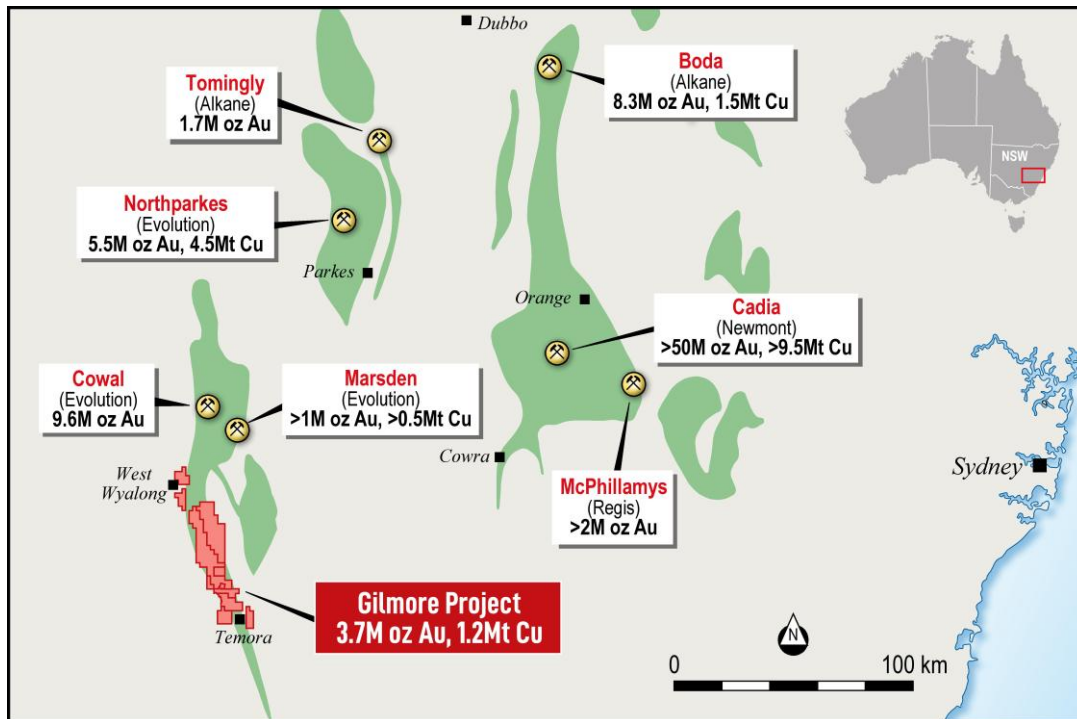 Dubbo
Tomingly
(Alkane)
1.7M oz Au
Boda
(Alkane)
8.3M oz Au, 1.5Mt Cu
NSW
Northparkes
(Evolution)
5.5M oz Au, 4.5Mt Cu
Parkes
Orange
Cadia
(Newmont)
>50M oz Au, >9.5Mt Cu
Cowal
(Evolution)
9.6M oz Au
Marsden
(Evolution)
>1M oz Au, >0.5Mt Cu
Cowra
West
Wyalong
McPhillamys
(Regis)
>2M oz Au
Sydney
Gilmore Project
3.7M oz Au, 1.2Mt Cu
Temora
N
0
100 km